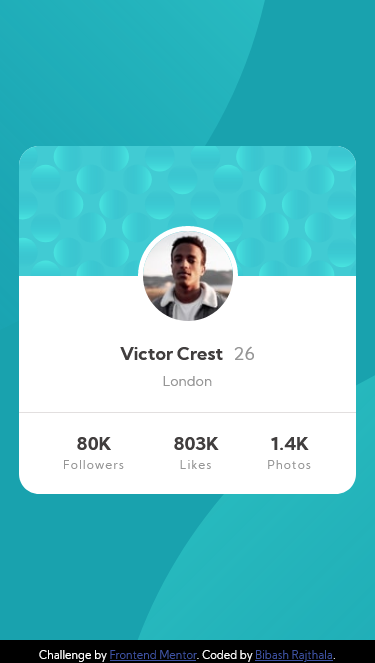 Victor Crest 26
London
80K 803K 1.4K
Followers Likes Photos
Challenge by Frontend Mentor. Coded by Bibash Rajthala.